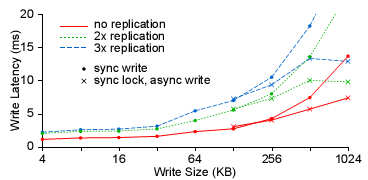 20
15
10
5
0
Write Latency (ms)
no replication
2x replication
3x replication
sync write
sync lock, async write
4 16 64 256 1024
Write Size (KB)